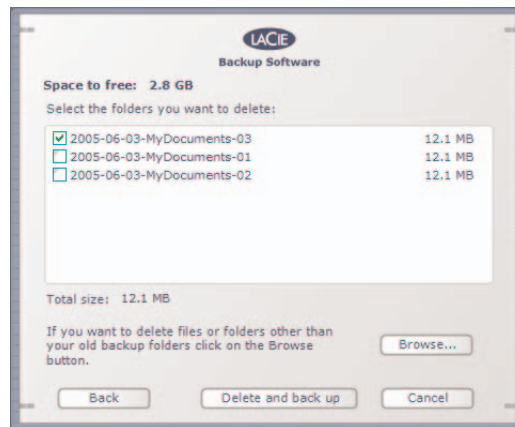 LACIE
Backup Software
Space to free: 2.8 GB
Select the folders you want to delete:
2005-06-03-MyDocuments-03 12.1 MB
2005-06-03-MyDocuments-01 12.1 MB
2005-06-03-MyDocuments-02 12.1 MB
Total size: 12.1 MB
If you want to delete files or folders other than
your old backup folders click on the Browse
button.
Browse...
Back Delete and back up Cancel